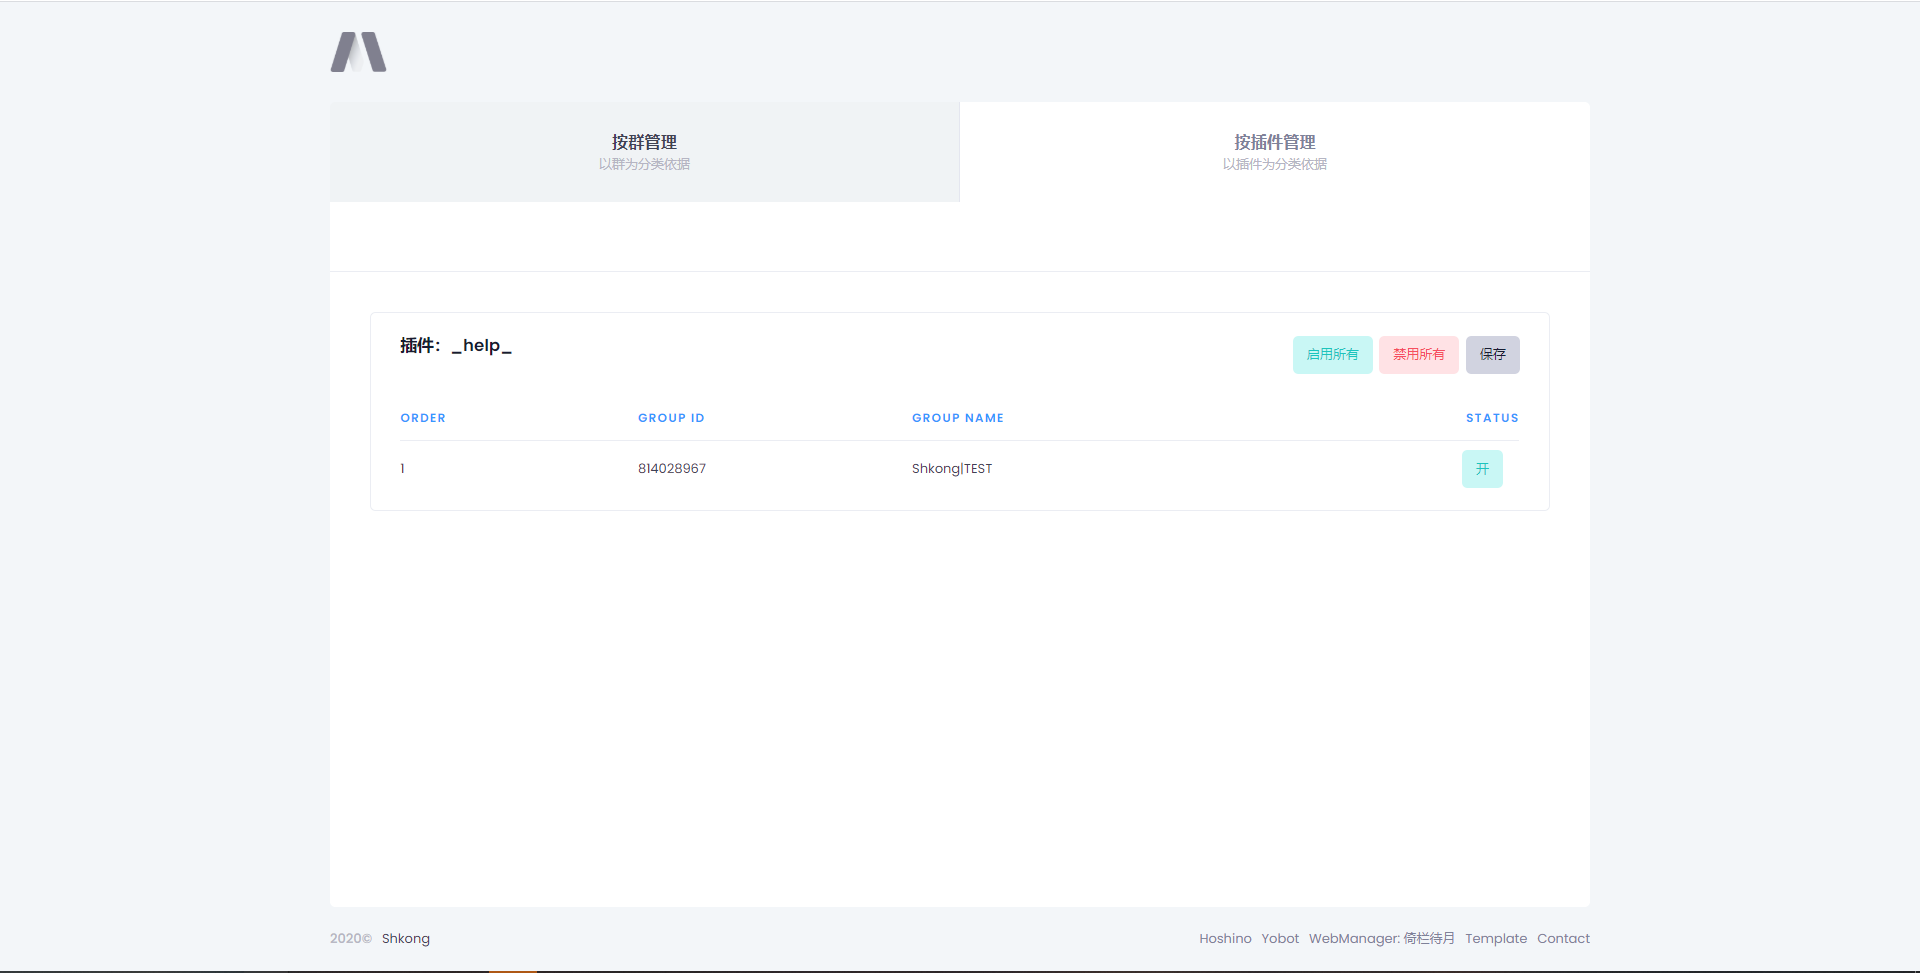 按群管理
以群为分类依据
按插件管理
以插件为分类依据
插件：_help_
启用所有 禁用所有 保存
ORDER GROUP ID GROUP NAME STATUS
1 814028967 Shkong|TEST 开
2020© Shkong
Hoshino Yobot WebManager: 倚栏待月 Template Contact